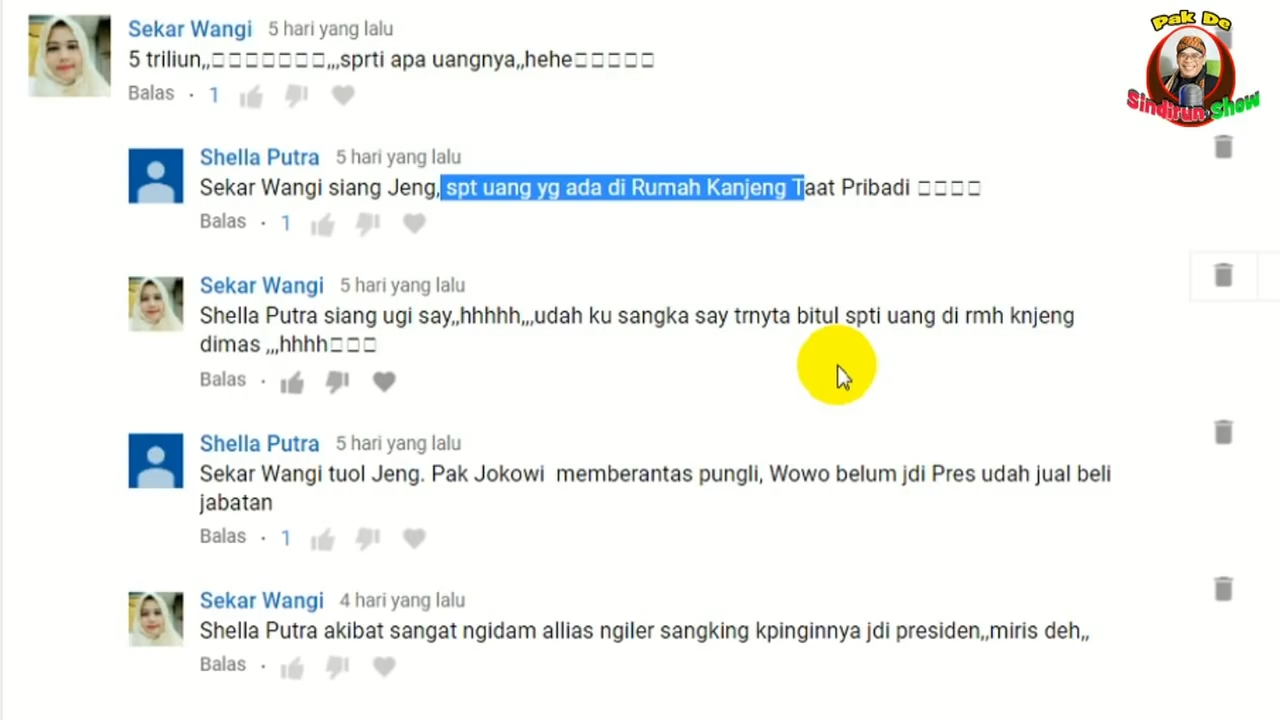 Pak De
Sindirun Show
Sekar Wangi 5 hari yang lalu
5 triliun,,□□□□□□□,,,sprti apa uangnya,,hehe□□□□□
Balas · 1
Shella Putra 5 hari yang lalu
Sekar Wangi siang Jeng, spt uang yg ada di Rumah Kanjeng Taat Pribadi □□□□
Balas · 1
Sekar Wangi 5 hari yang lalu
Shella Putra siang ugi say,,hhhhh,,,udah ku sangka say trnyta bitul spti uang di rmh knjeng
dimas ,,,hhhh□□□
Balas ·
Shella Putra 5 hari yang lalu
Sekar Wangi tuol Jeng. Pak Jokowi  memberantas pungli, Wowo belum jdi Pres udah jual beli
jabatan
Balas · 1
Sekar Wangi 4 hari yang lalu
Shella Putra akibat sangat ngidam allias ngiler sangking kpinginnya jdi presiden,,miris deh,,
Balas ·